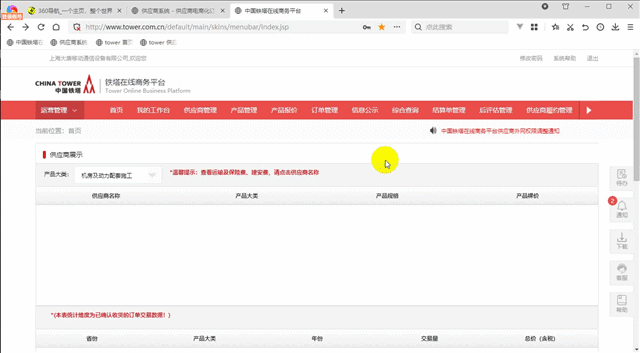 登录账号
360导航_一个主页，整个世界
供应商系统 - 供应商电商化订
中国铁塔在线商务平台
http://www.tower.com.cn/default/main/skins/menubar/index.jsp
点此搜索
中国铁塔在
供应商系统
tower 震
tower 供应
上海大唐移动通信设备有限公司,欢迎您
修改密码 系统帮助 退出
CHINA TOWER
中国铁塔
铁塔在线商务平台
Tower Online Business Platform
运营管理 首页 我的工作台 供应商管理 产品管理 产品报价 订单管理 信息公示 综合查询 结算单管理 后评估管理 供应商履约管理
当前位置：首页
中国铁塔在线商务平台供应商外网权限调整通知
供应商展示
产品大类： 机房及动力配套施工
*温馨提示：查看运输及保险费、建安费，请点击供应商名称
供应商名称 产品大类 产品规格 产品牌价
待办
2
通知
下载
客服
帮助
*(本表统计维度为已确认收货的订单交易数据！)
省份 产品大类 年份 交易量 总价（含税）